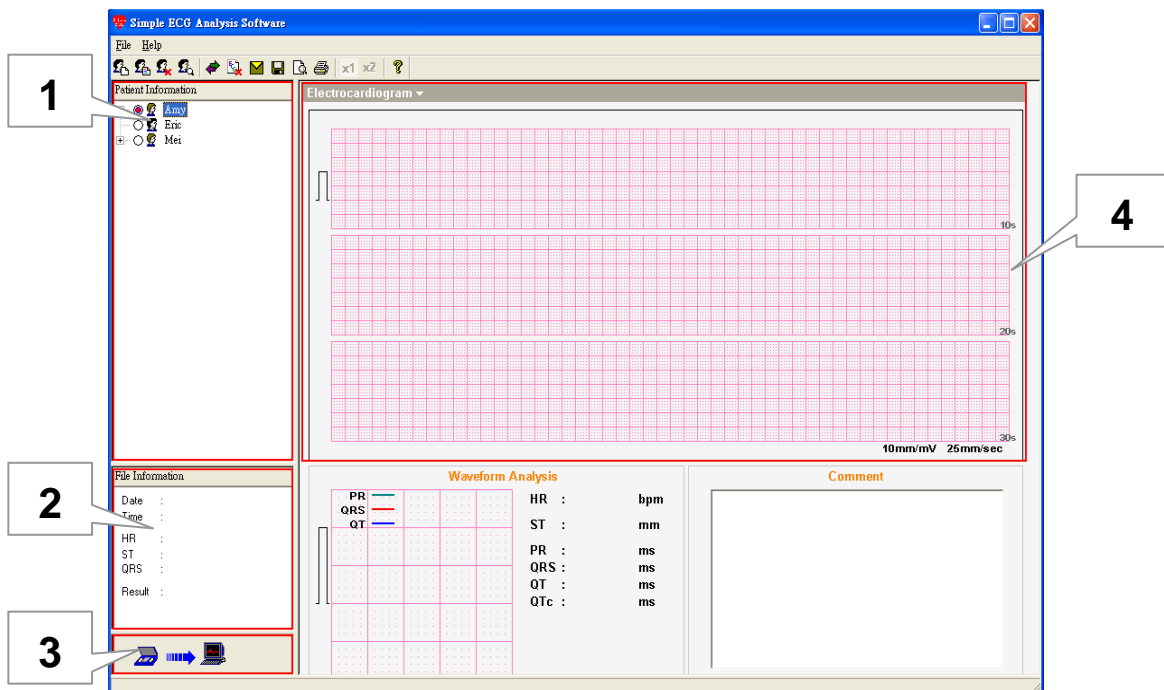 Simple ECG Analysis Software
File Help
x1 x2
1
Patient Information
Amy
Eric
Mei
Electrocardiogram
10s
20s
30s
10mm/mV 25mm/sec
4
2
File Information
Date :
Time :
HR :
ST :
QRS :
Result :
3
Waveform Analysis
PR
QRS
QT
HR : bpm
ST : mm
PR : ms
QRS : ms
QT : ms
QTc : ms
Comment